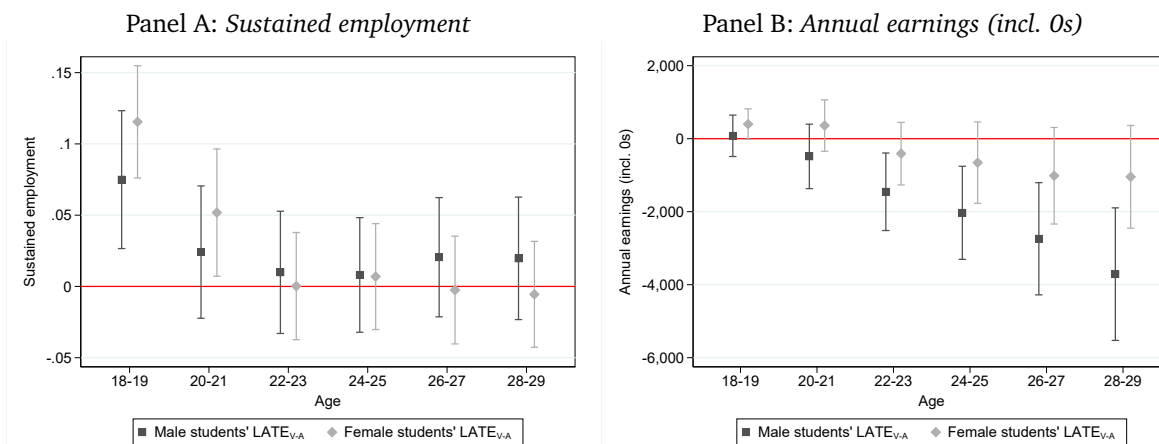 Panel A: Sustained employment
.15
.1
.05
0
-.05
Sustained employment
18-19 20-21 22-23 24-25 26-27 28-29
Age
Male students' LATEV-A Female students' LATEV-A
Panel B: Annual earnings (incl. 0s)
2,000
0
-2,000
-4,000
-6,000
Annual earnings (incl. 0s)
18-19 20-21 22-23 24-25 26-27 28-29
Age
Male students' LATEV-A Female students' LATEV-A